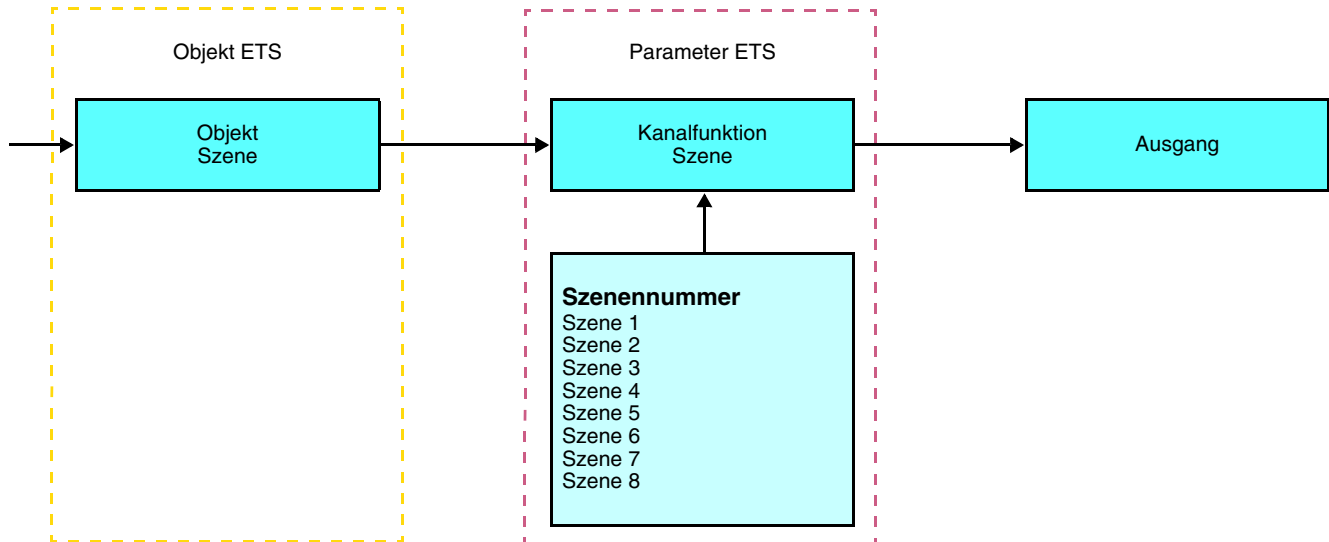 Objekt ETS
Parameter ETS
Objekt
Szene
Kanalfunktion
Szene
Ausgang
Szenennummer
Szene 1
Szene 2
Szene 3
Szene 4
Szene 5
Szene 6
Szene 7
Szene 8